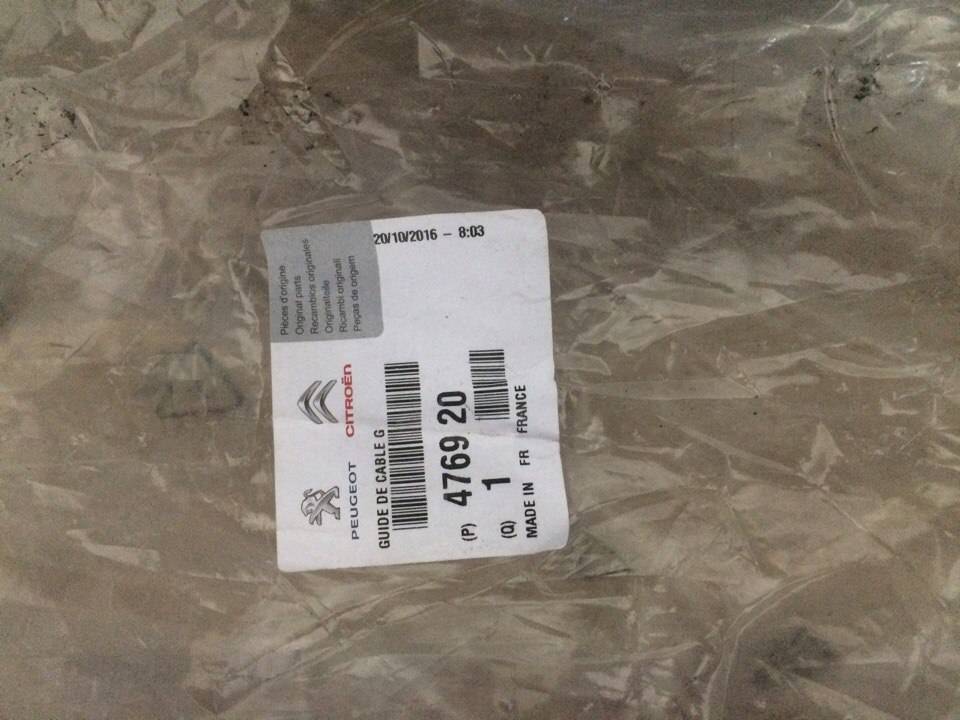 PEUGEOT
CITROËN
Pièces d'origine
Original parts
Recambios originales
Originalteile
Ricambi originali
Peças de origem
20/10/2016 - 8:03
GUIDE DE CABLE G
(P) 4769 20
(Q) 1
MADE IN FR FRANCE